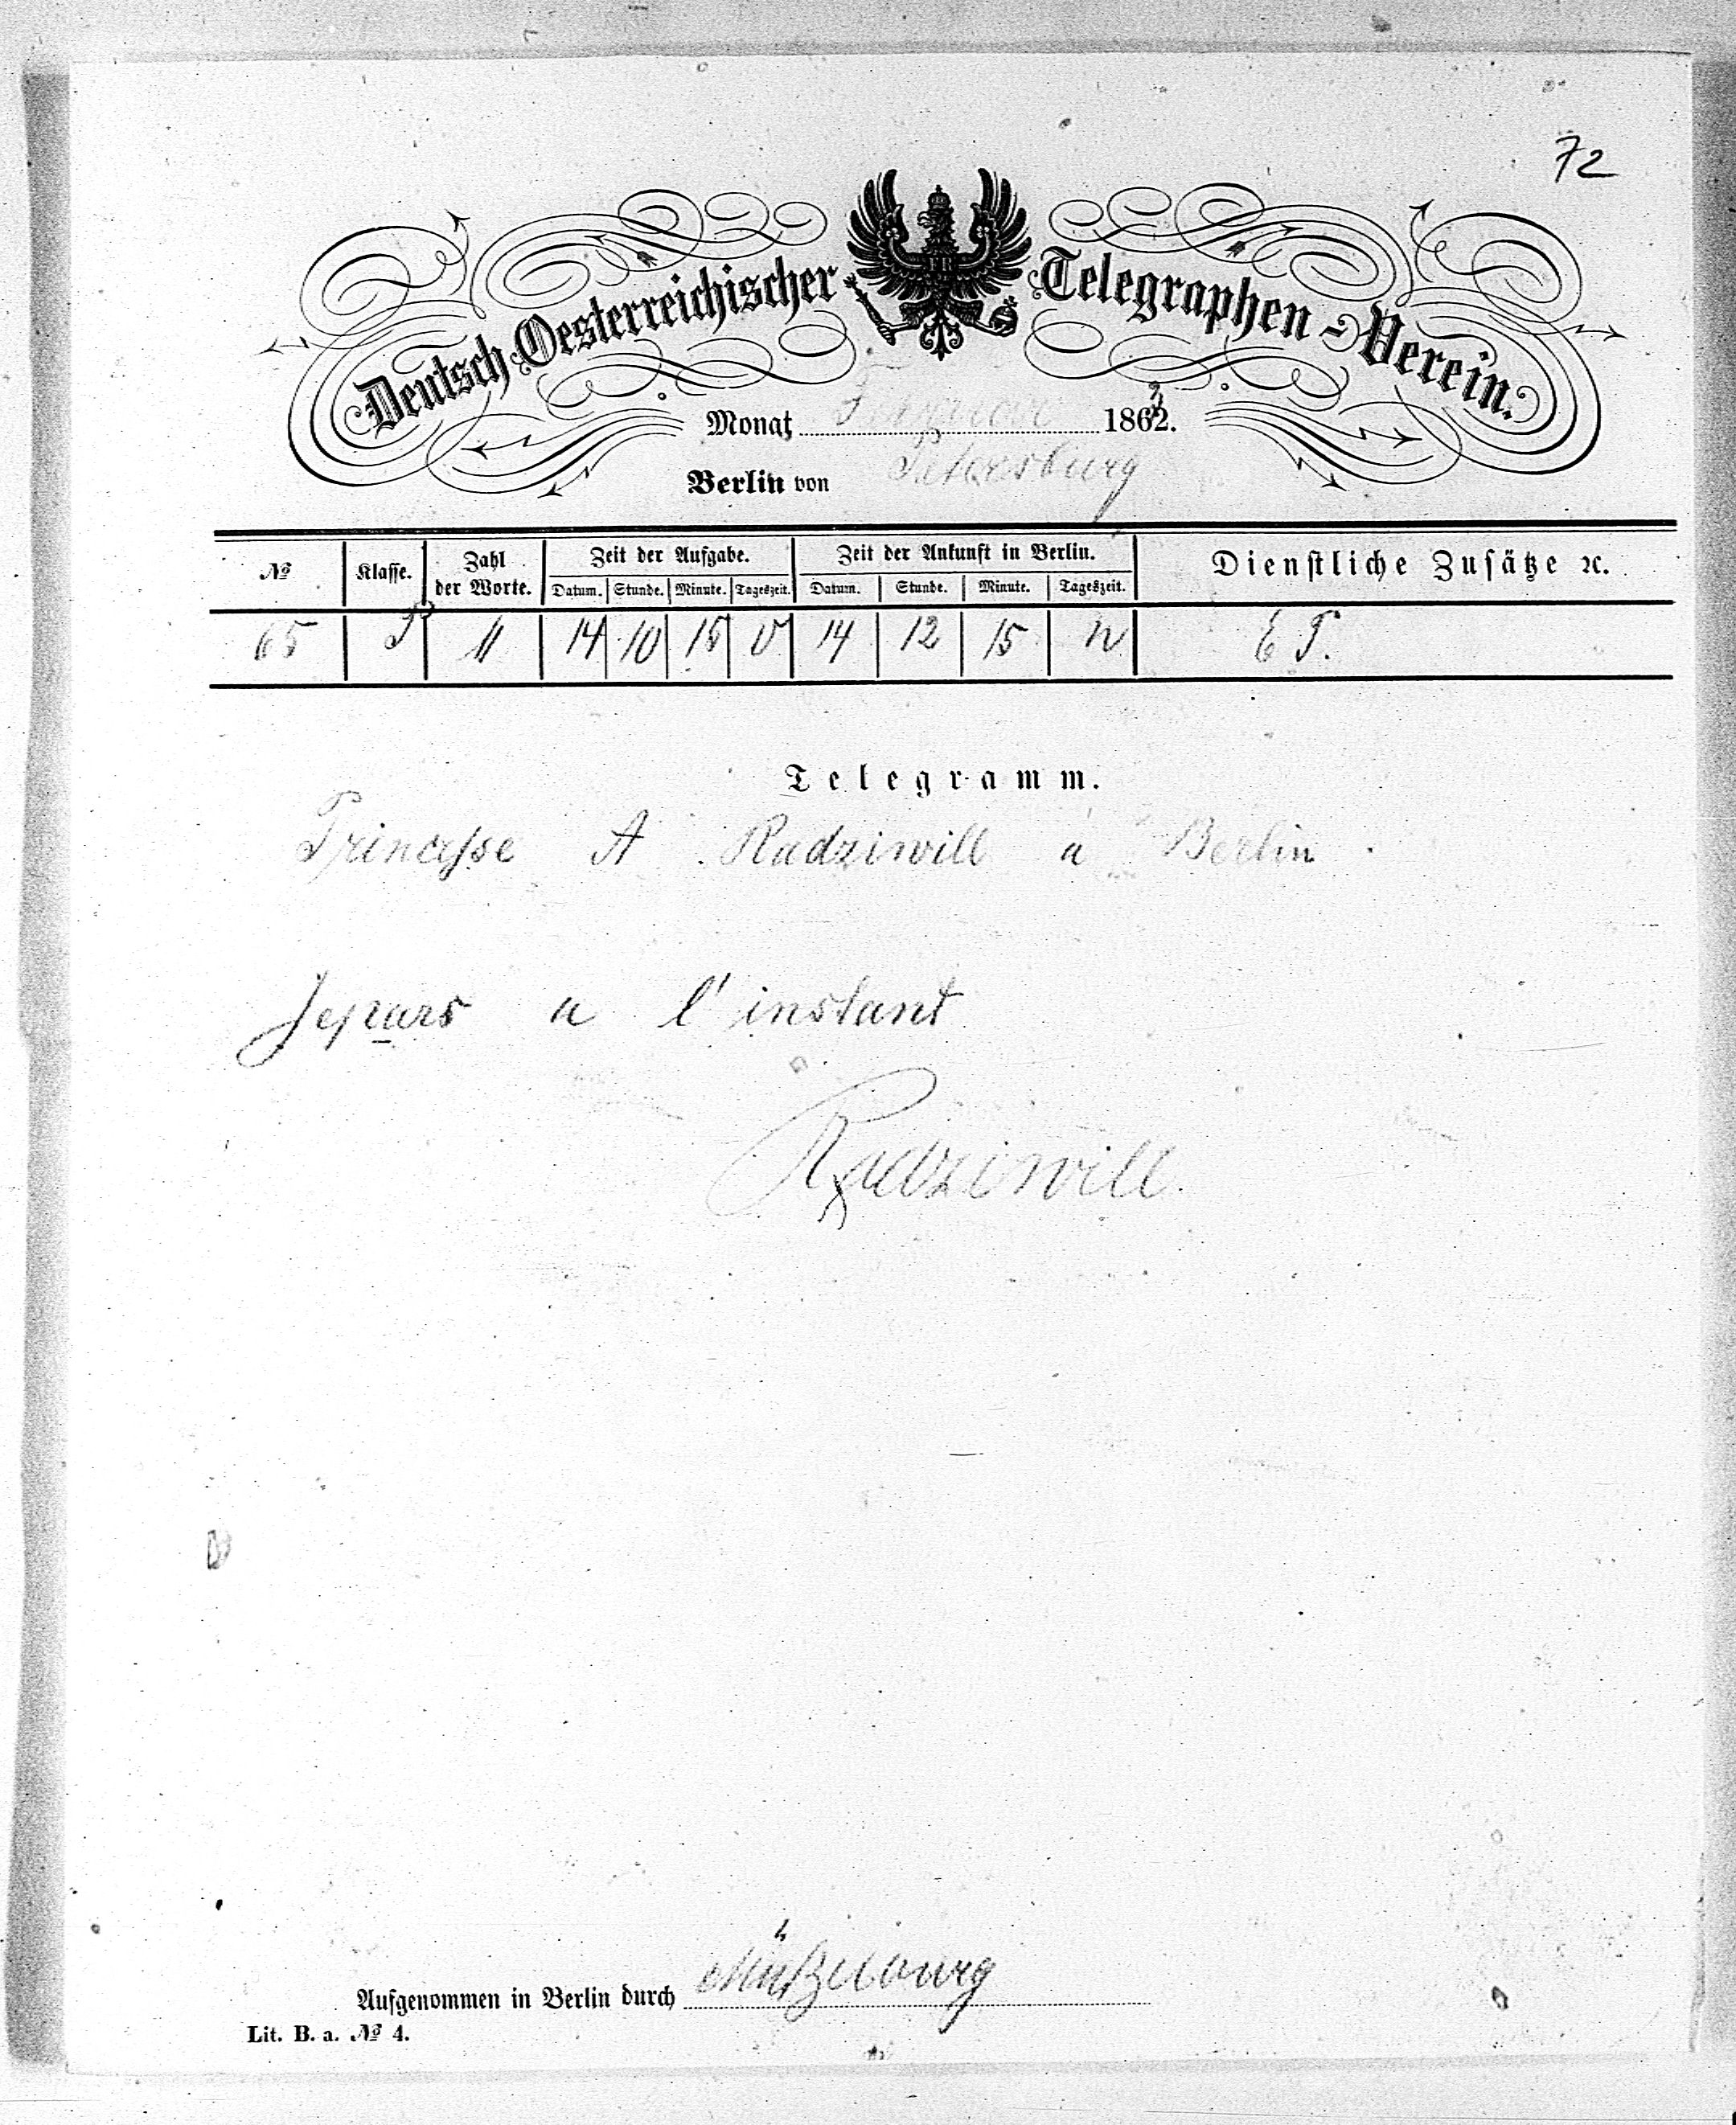 72
Deutsch Oesterreichischer Telegraphen-Verein.
Monat Februar 1863.
Berlin von Petersburg
№ Klasse. Zahl der Worte. Zeit der Aufgabe. Zeit der Ankunft in Berlin. Dienstliche Zusätze ꝛc.
Datum. Stunde. Minute. Tageszeit. Datum. Stunde. Minute. Tageszeit.
65 P 11 14 10 15 V 14 12 15 N
Telegramm.
Princesse A Radziwill a Berlin.
Je pars a l'instant
Radziwill.
Aufgenommen in Berlin durch
Lit. B. a. № 4.